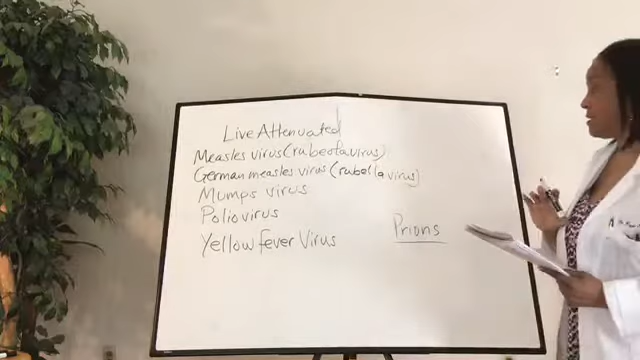 Live Attenuated
Measles virus (rubeola virus)
German measles virus (rubella virus)
Mumps virus
Poliovirus
Yellow Fever Virus
Prions